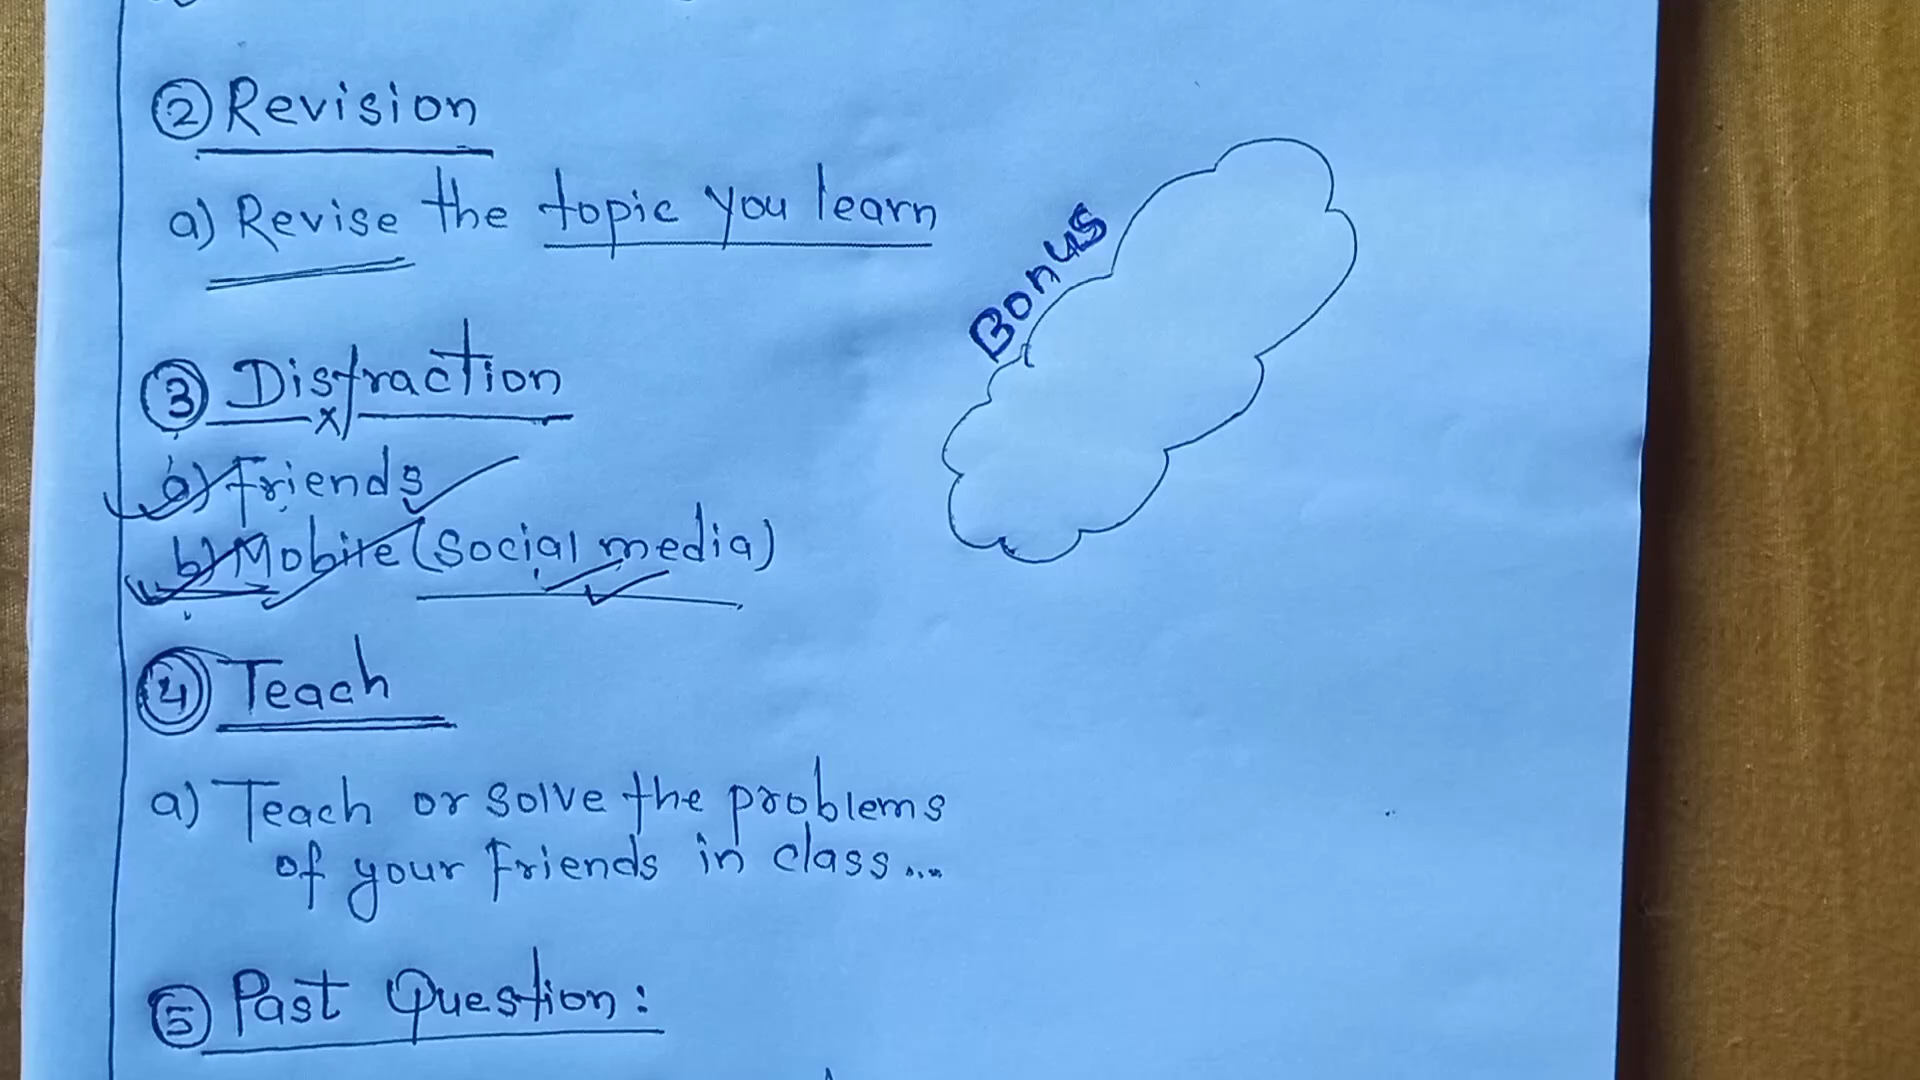 ② Revision
a) Revise the topic you learn
Bonus
③ Distraction
a) Friends
b) Mobile (Social media)
④ Teach
a) Teach or solve the problems
of your Friends in class....
⑤ Past Question: